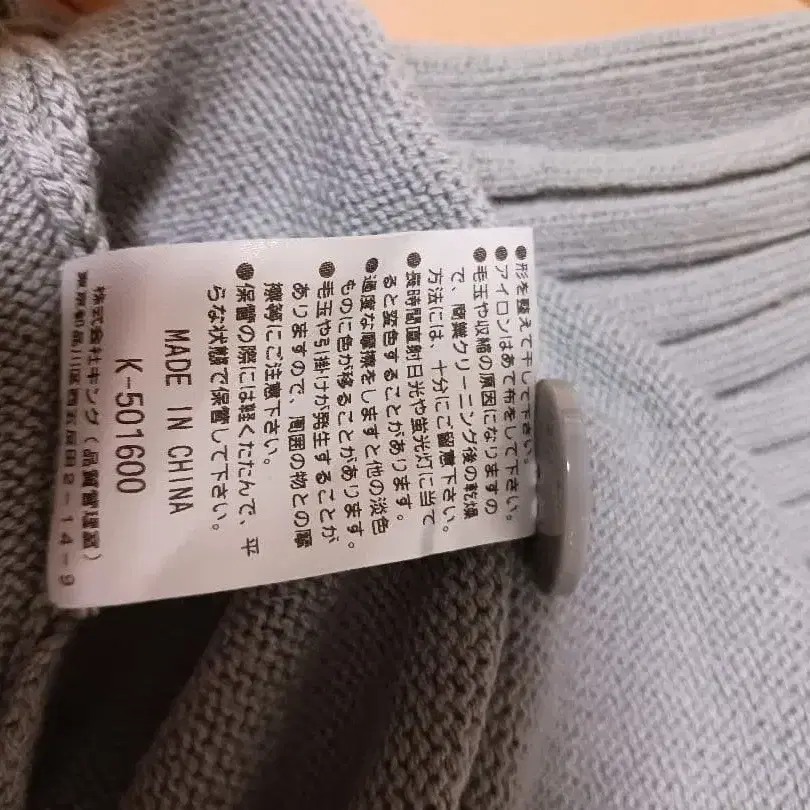 ●形を整えて干して下さい。
●アイロンはあて布をして下さい。
●毛玉や収縮の原因になりますの
で、商業クリーニング後の乾燥
方法には、十分にご留意下さい。
●長時間直射日光や蛍光灯に当て
ると変色することがあります。
●過度な摩擦をしますと他の淡色
ものに色が移ることがあります。
●毛玉や引掛けが発生することが
ありますので、周囲の物との摩
擦等にご注意下さい。
●保管の際には軽くたたんで、平
らな状態で保管して下さい。
MADE IN CHINA
K-501600
株式会社キング(品質管理室)
東京都品川区西五反田2-14-9